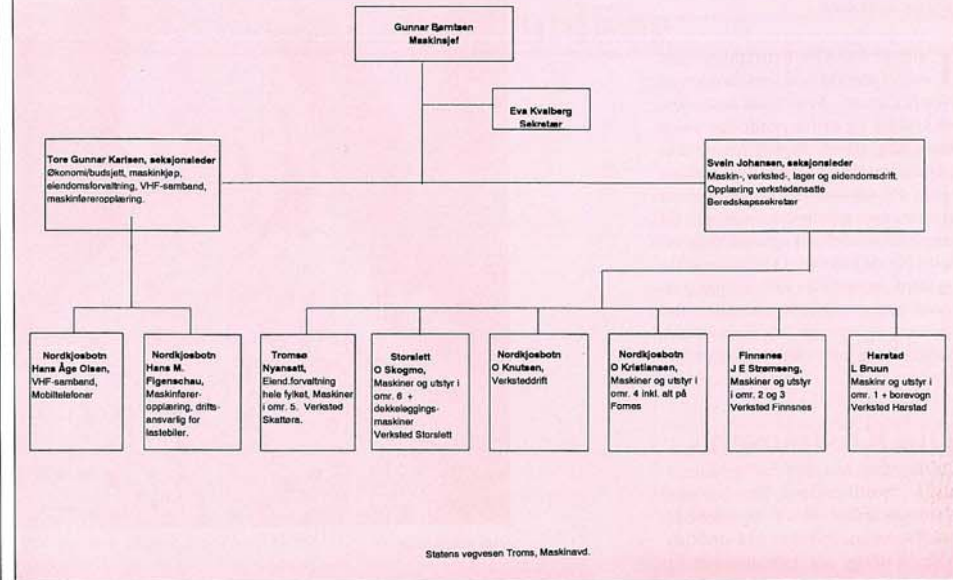 Gunnar Berntsen
Maskinsjef
Eva Kvalberg
Sekretær
Tore Gunnar Karlsen, seksjonsleder
Økonomi/budsjett, maskinkjøp,
eiendomsforvaltning, VHF-samband,
maskinføreropplæring.
Svein Johansen, seksjonsleder
Maskin-, verksted-, lager og eidendomsdrift.
Opplæring verkstedansatte
Beredskapssekretær
Nordkjosbotn
Hans Åge Olsen,
VHF-samband,
Mobiltelefoner
Nordkjosbotn
Hans M.
Figenschau,
Maskinfører-
opplæring, drifts-
ansvarlig for
lastebiler.
Tromsø
Nyansatt,
Eiend.forvaltning
hele fylket, Maskiner
i omr. 5. Verksted
Skattøra.
Storslett
O Skogmo,
Maskiner og utstyr i
omr. 6 +
dekkeleggings-
maskiner
Verksted Storslett
Nordkjosbotn
O Knutsen,
Verksteddrift
Nordkjosbotn
O Kristiansen,
Maskiner og utstyr i
omr. 4 inkl. alt på
Fornes
Finnsnes
J E Strømseng,
Maskiner og utstyr
i omr. 2 og 3
Verksted Finnsnes
Harstad
L Bruun
Maskinr og utstyr i
omr. 1 + borevogn
Verksted Harstad
Statens vegvesen Troms, Maskinavd.